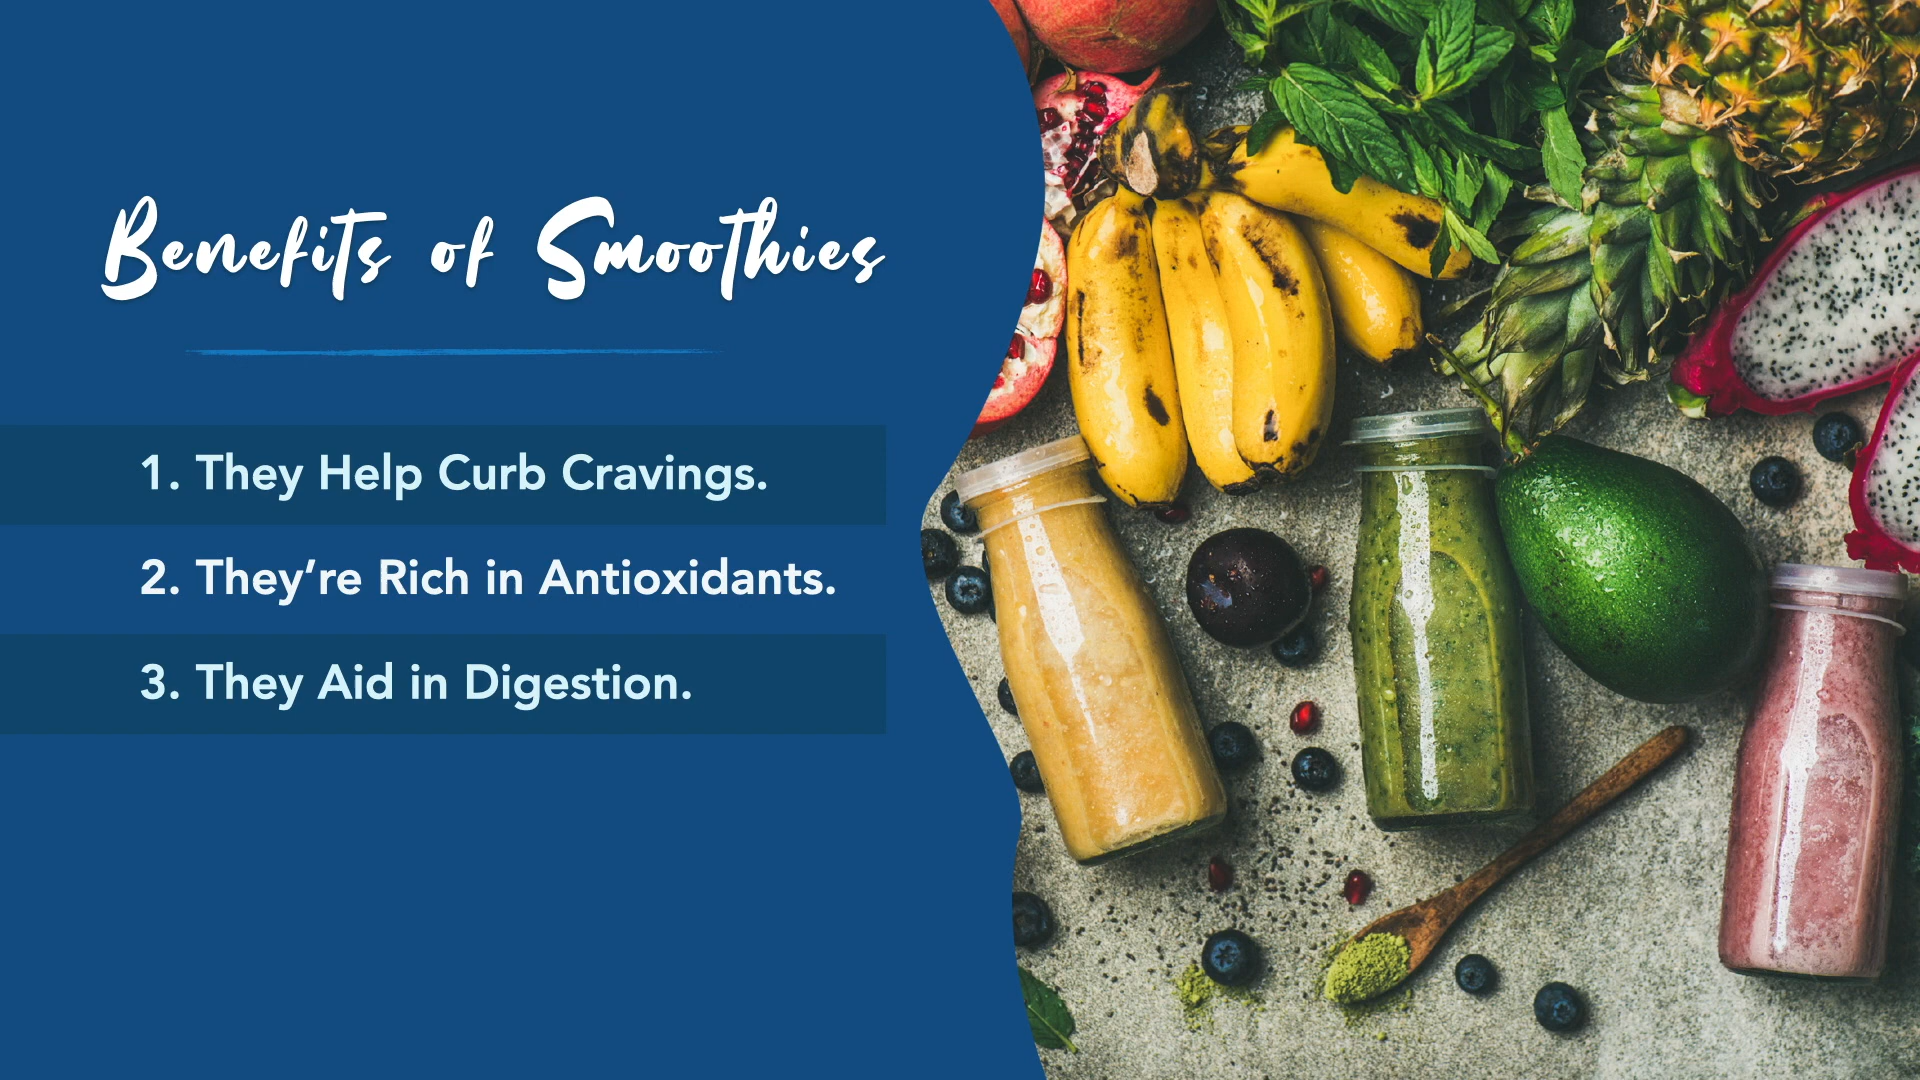 Benefits of Smoothies
1. They Help Curb Cravings.
2. They’re Rich in Antioxidants.
3. They Aid in Digestion.